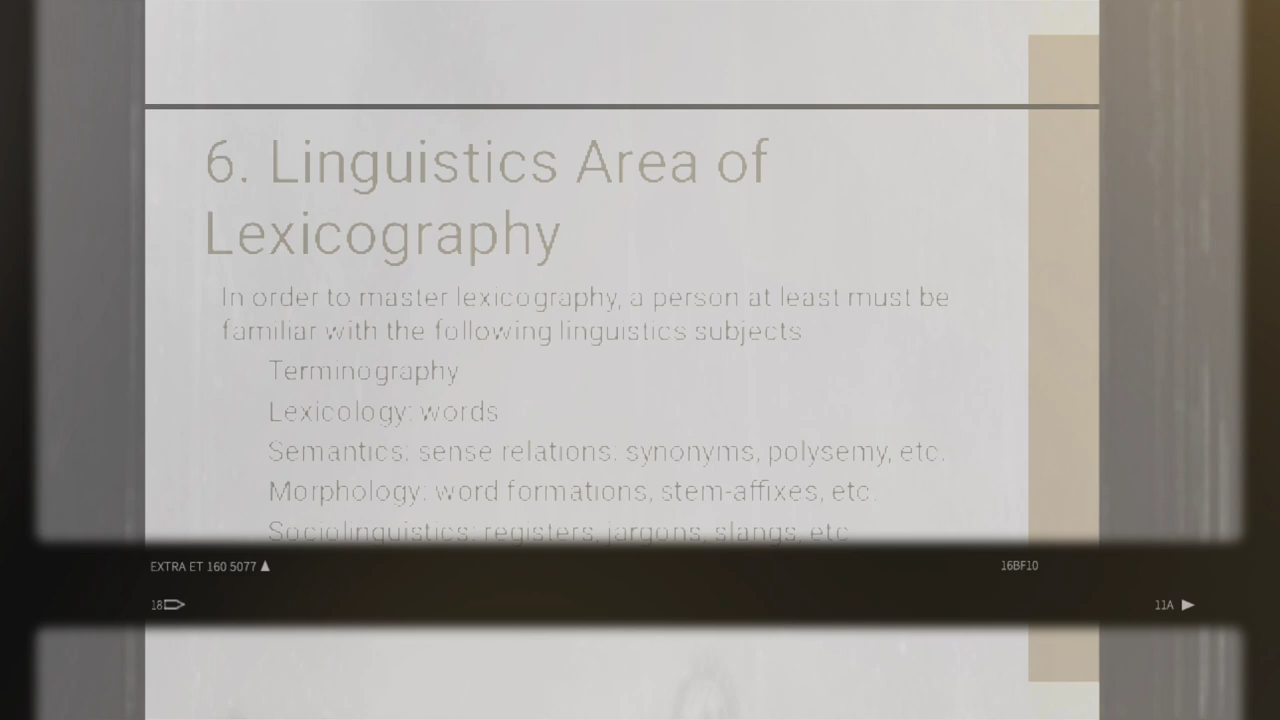 6. Linguistics Area of
Lexicography
In order to master lexicography, a person at least must be
familiar with the following linguistics subjects
Terminography
Lexicology: words
Semantics: sense relations: synonyms, polysemy, etc.
Morphology: word formations, stem-affixes, etc.
Sociolinguistics: registers, jargons, slangs, etc
EXTRA ET 160 5077
16BF10
18
11A